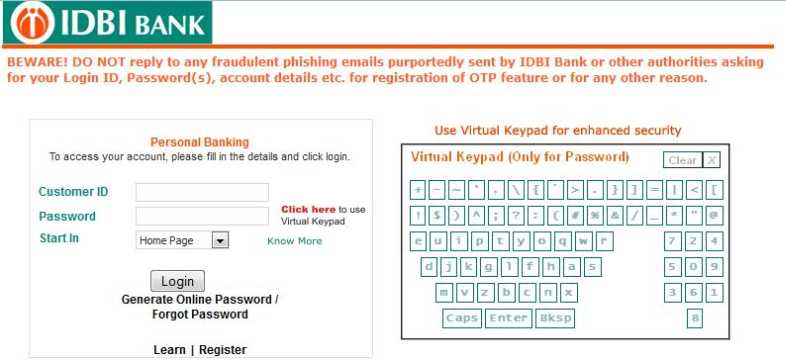 IDBI BANK
BEWARE! DO NOT reply to any fraudulent phishing emails purportedly sent by IDBI Bank or other authorities asking
for your Login ID, Password(s), account details etc. for registration of OTP feature or for any other reason.
Personal Banking
To access your account, please fill in the details and click login.
Customer ID
Password
Click here to use
Virtual Keypad
Start In
Home Page
Know More
Login
Generate Online Password /
Forgot Password
Learn | Register
Use Virtual Keypad for enhanced security
Virtual Keypad (Only for Password)
Clear X
+ - ~ ' , \ { ` > . } ] = | < [
! $ ) ^ ; ? : ( # % & / _ * " @
e u i p t y o q w r 7 2 4
d j k g l f h a s 5 0 9
m v z b c n x 3 6 1
Caps Enter Bksp 8